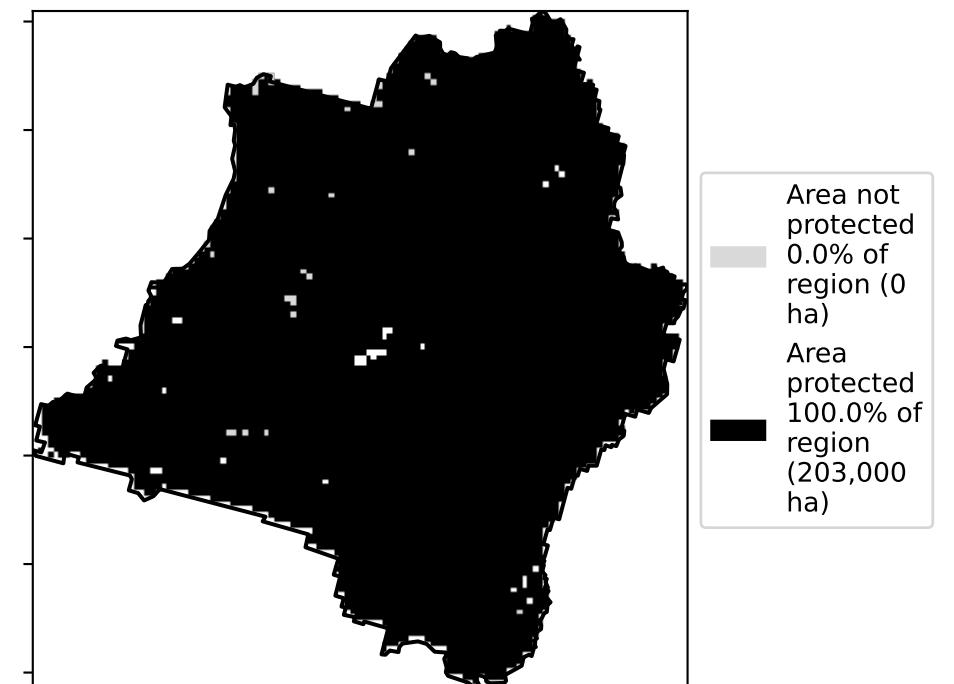 Area not
protected
0.0% of
region (0
ha)
Area
protected
100.0% of
region
(203,000
ha)